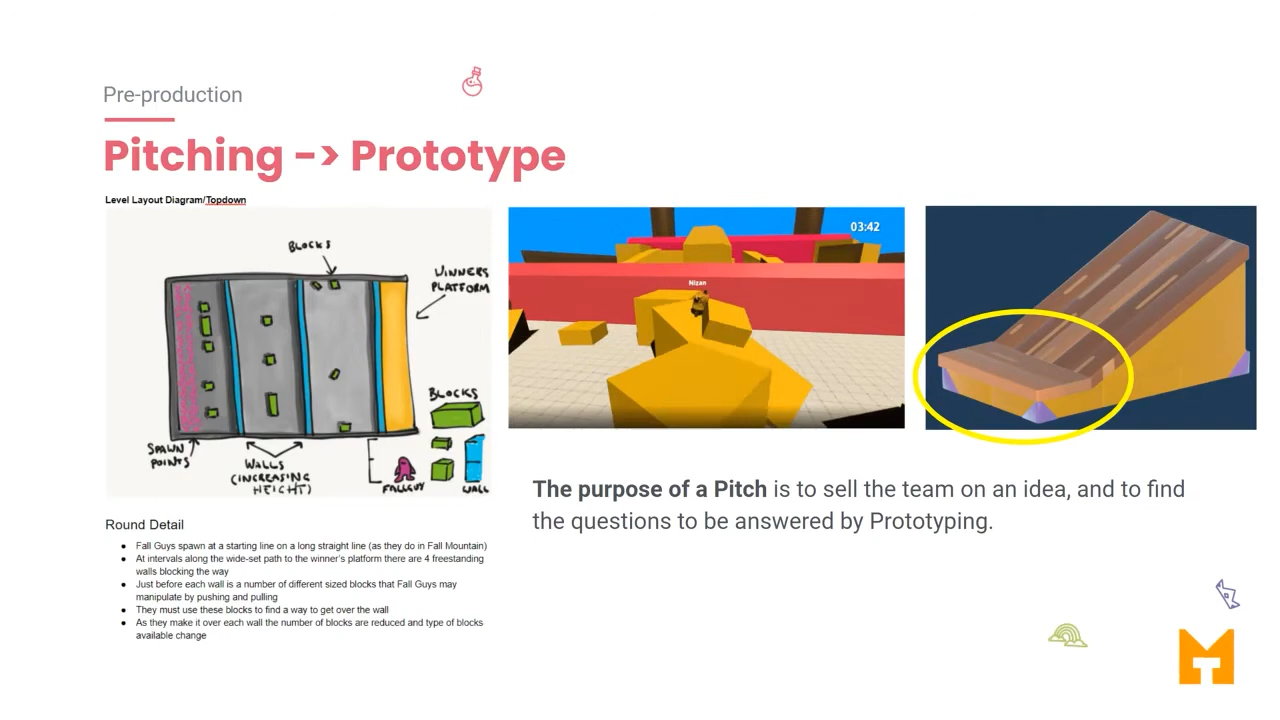 Pre-production
Pitching -> Prototype
Level Layout Diagram/Topdown
BLOCKS
WINNERS
PLATFORM
BLOCKS
SPAWN
POINTS
WALLS
(INCREASING
HEIGHT)
FALLGUY
WALL
03:42
Nizan
The purpose of a Pitch is to sell the team on an idea, and to find
the questions to be answered by Prototyping.
Round Detail
● Fall Guys spawn at a starting line on a long straight line (as they do in Fall Mountain)
● At intervals along the wide-set path to the winner's platform there are 4 freestanding
walls blocking the way
● Just before each wall is a number of different sized blocks that Fall Guys may
manipulate by pushing and pulling
● They must use these blocks to find a way to get over the wall
● As they make it over each wall the number of blocks are reduced and type of blocks
available change